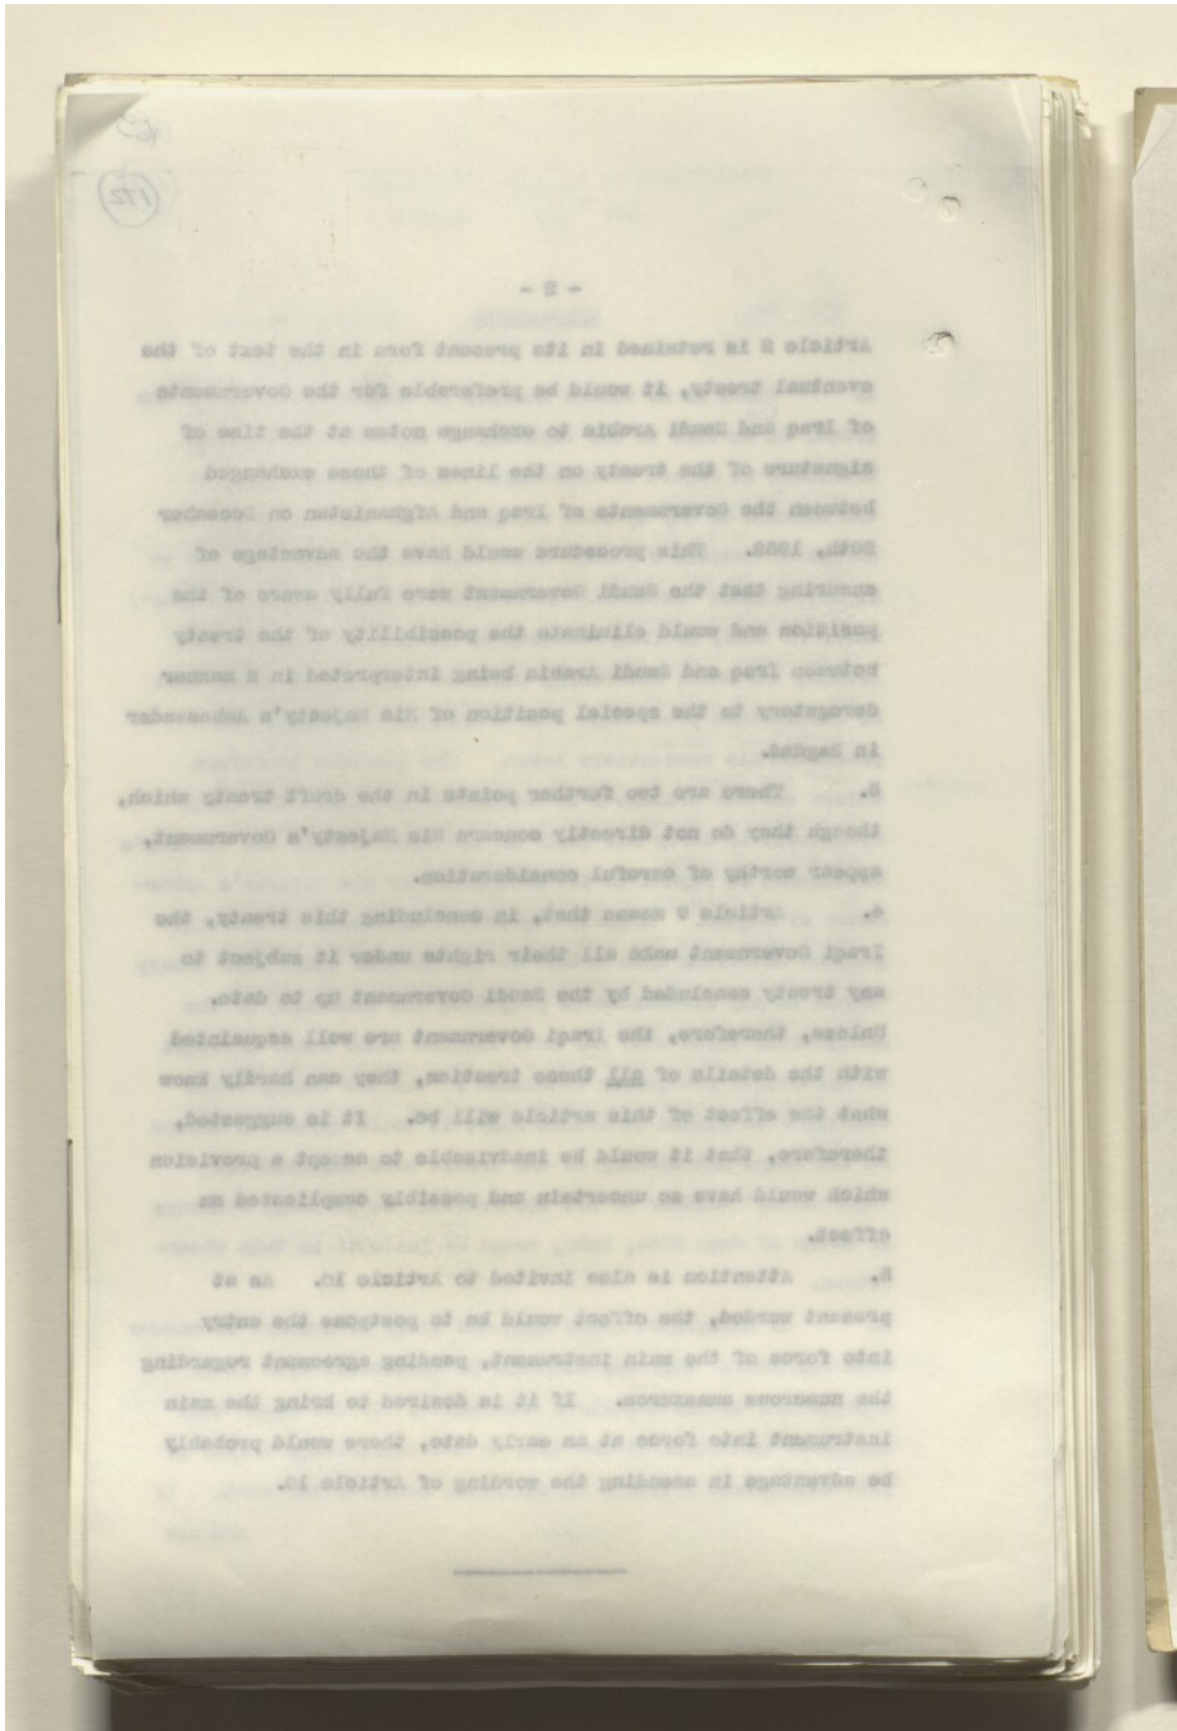 - 2 -
Article 2 is retained in its present form in the text of the
eventual treaty, it would be preferable for the Governments
of Iraq and Saudi Arabia to exchange notes at the time of
signature of the treaty on the lines of those exchanged
between the Governments of Iraq and Afghanistan on December
20th, 1932. This procedure would have the advantage of
ensuring that the Saudi Government were fully aware of the
position and would eliminate the possibility of the treaty
between Iraq and Saudi Arabia being interpreted in a manner
derogatory to the special position of His Majesty's Ambassador
in Bagdad.
3. There are two further points in the draft treaty which,
though they do not directly concern His Majesty's Government,
appear worthy of careful consideration.
4. Article 9 means that, in concluding this treaty, the
Iraqi Government make all their rights under it subject to
any treaty concluded by the Saudi Government up to date.
Unless, therefore, the Iraqi Government are well acquainted
with the details of all these treaties, they can hardly know
what the effect of this article will be. It is suggested,
therefore, that it would be inadvisable to accept a provision
which would have so uncertain and possibly complicated an
effect.
5. Attention is also invited to Article 10. As at
present worded, the effect would be to postpone the entry
into force of the main instrument, pending agreement regarding
the numerous annexures. If it is desired to bring the main
instrument into force at an early date, there would probably
be advantage in amending the wording of Article 10.
172